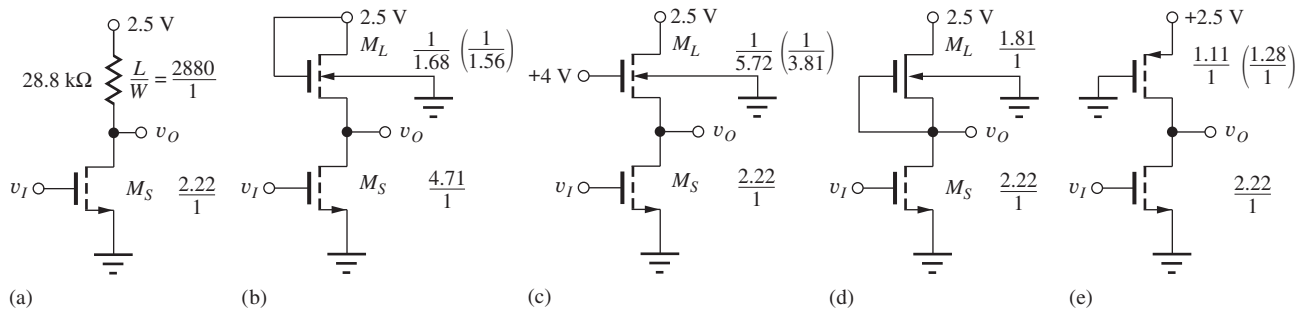 2.5 V
28.8 kΩ L/W = 2880/1
v_O
v_I M_S 2.22/1
(a)
2.5 V
M_L 1/1.68 (1/1.56)
v_O
v_I M_S 4.71/1
(b)
2.5 V
M_L 1/5.72 (1/3.81)
+4 V
v_O
v_I M_S 2.22/1
(c)
2.5 V
M_L 1.81/1
v_O
v_I M_S 2.22/1
(d)
+2.5 V
1.11/1 (1.28/1)
v_O
v_I 2.22/1
(e)